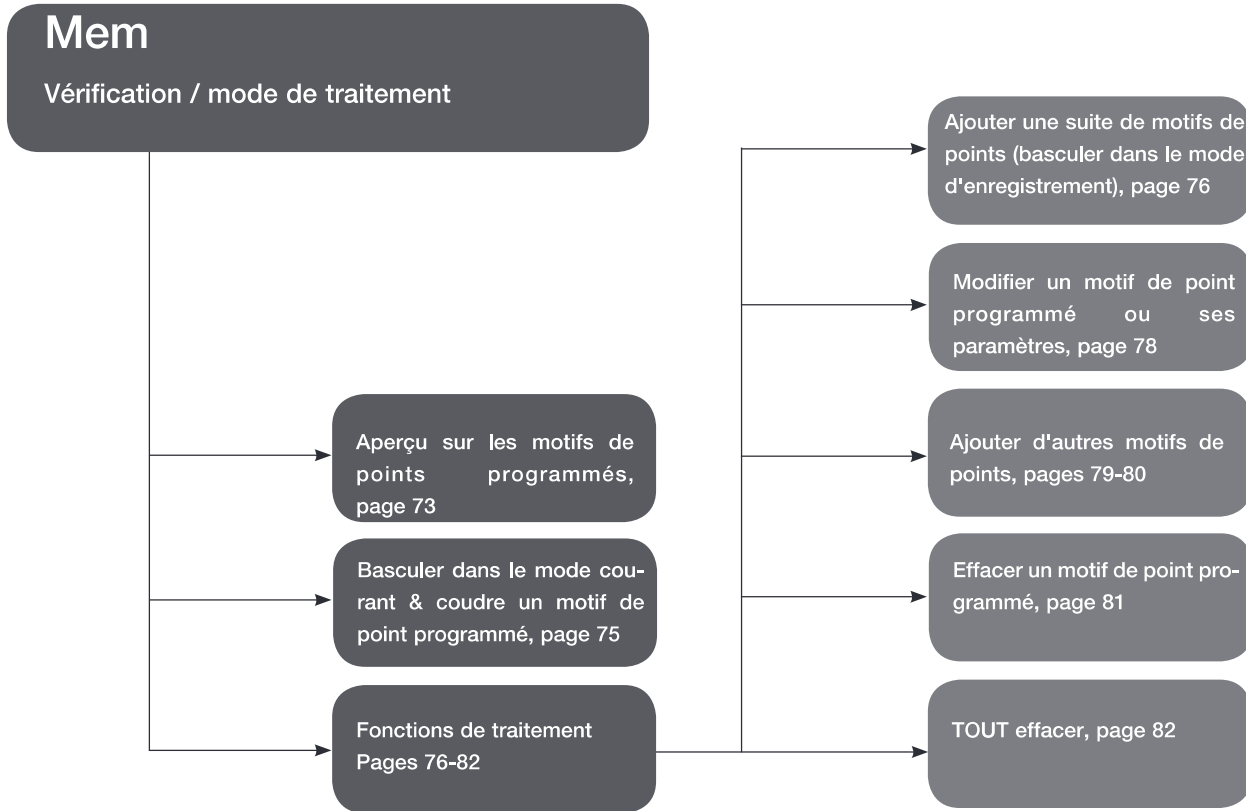 Mem
Vérification / mode de traitement
Aperçu sur les motifs de
points programmés,
page 73
Basculer dans le mode cou-
rant & coudre un motif de
point programmé, page 75
Fonctions de traitement
Pages 76-82
Ajouter une suite de motifs de
points (basculer dans le mode
d'enregistrement), page 76
Modifier un motif de point
programmé ou ses
paramètres, page 78
Ajouter d'autres motifs de
points, pages 79-80
Effacer un motif de point pro-
grammé, page 81
TOUT effacer, page 82